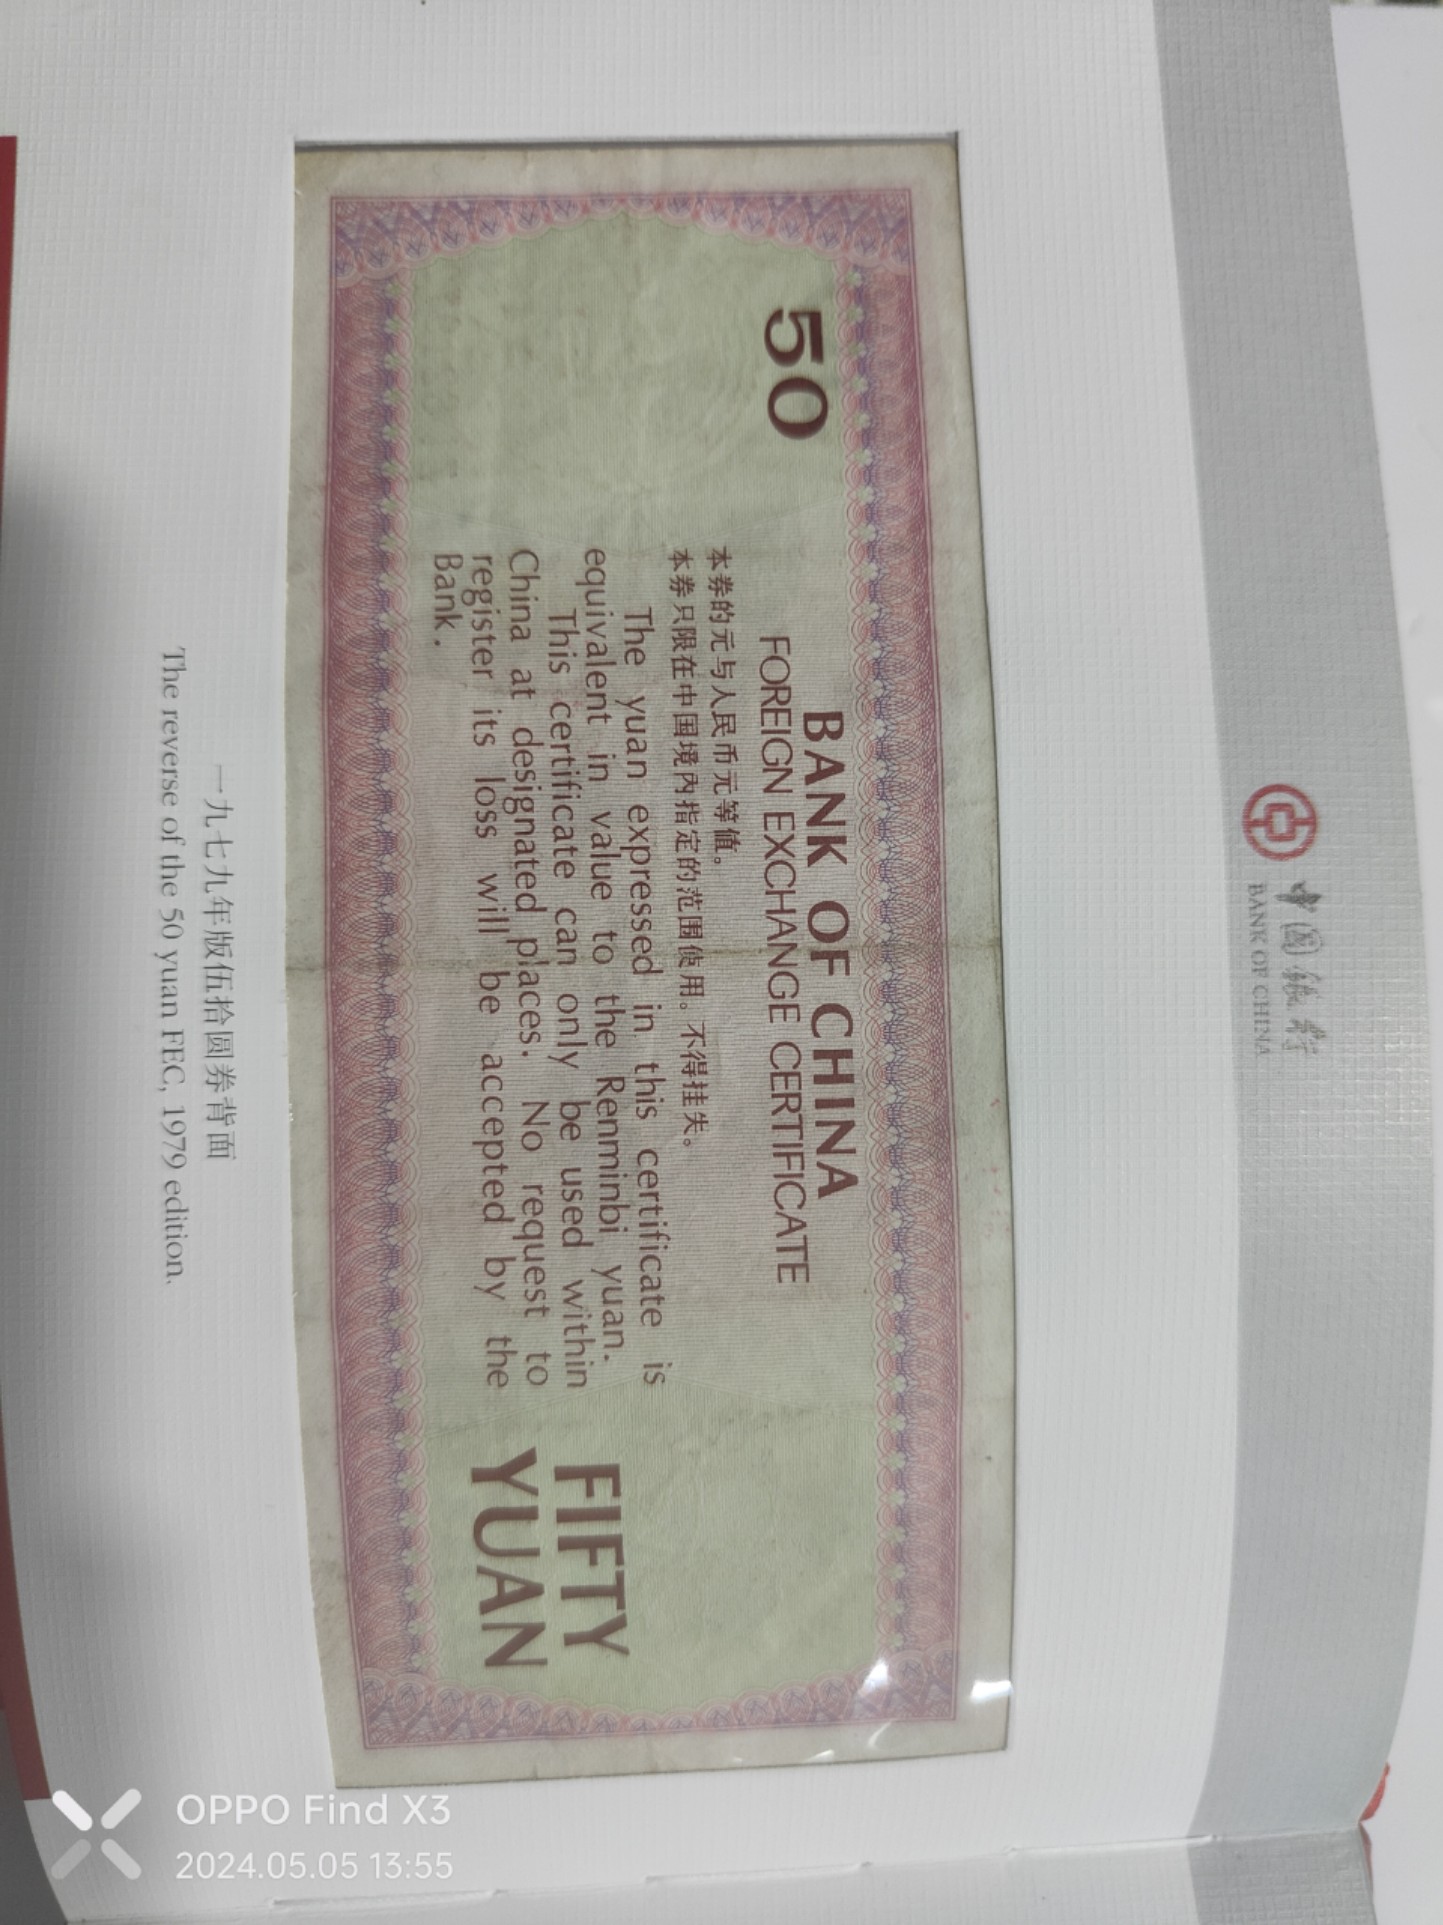 中国银行
BANK OF CHINA
50
BANK OF CHINA
FOREIGN EXCHANGE CERTIFICATE
本券的元与人民币元等值。
本券只限在中国境内指定的范围使用。不得挂失。
The yuan expressed in this certificate is
equivalent in value to the Renminbi yuan.
This certificate can only be used within
China at designated places. No request to
register its loss will be accepted by the
Bank.
FIFTY
YUAN
一九七九年版伍拾圆券背面
The reverse of the 50 yuan FEC, 1979 edition.
OPPO Find X3
2024.05.05 13:55